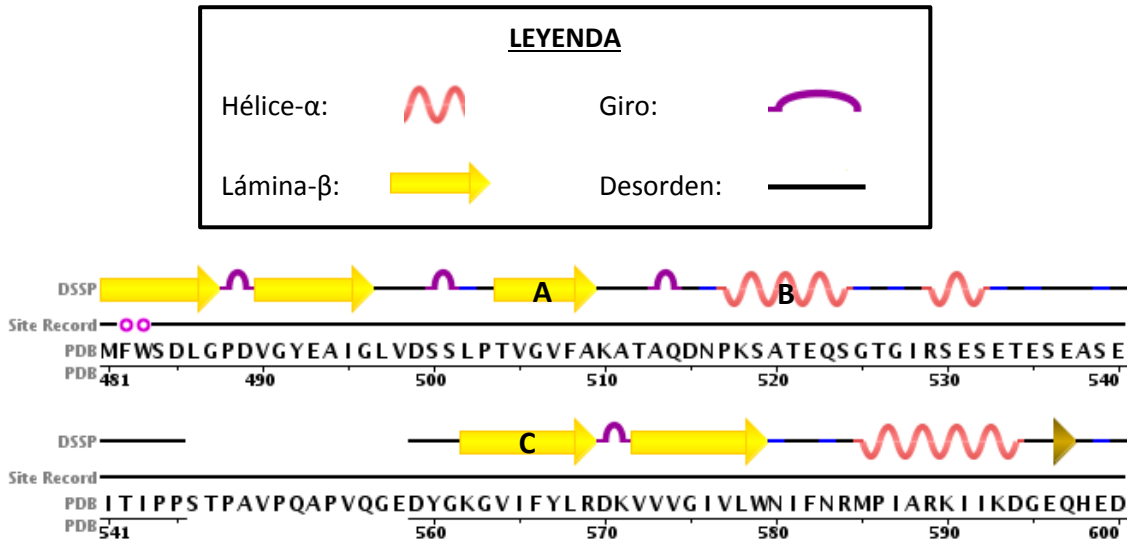 LEYENDA
Hélice-α: Giro:
Lámina-β: Desorden:
A B
DSSP
Site Record
PDB MFWSDLGPDVGYEAIGLVDSSLPTVGVFAKATAQDNPKSATEQSGTGIRSESETESEASE
PDB 481 490 500 510 520 530 540
C
DSSP
Site Record
PDB ITIPPSTPAVPQAPVQGEDYGKGVIFYLRDKVVVGIVLWNIFNRMPIARKIIKDGEQHED
PDB 541 560 570 580 590 600